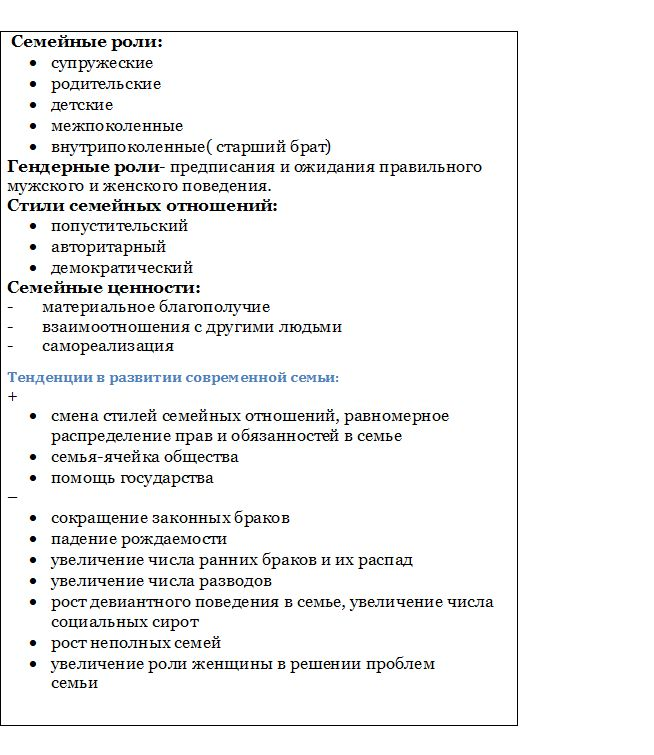 Семейные роли:
• супружеские
• родительские
• детские
• межпоколенные
• внутрипоколенные( старший брат)
Гендерные роли- предписания и ожидания правильного
мужского и женского поведения.
Стили семейных отношений:
• попустительский
• авторитарный
• демократический
Семейные ценности:
- материальное благополучие
- взаимоотношения с другими людьми
- самореализация
Тенденции в развитии современной семьи:
+
• смена стилей семейных отношений, равномерное
распределение прав и обязанностей в семье
• семья-ячейка общества
• помощь государства
–
• сокращение законных браков
• падение рождаемости
• увеличение числа ранних браков и их распад
• увеличение числа разводов
• рост девиантного поведения в семье, увеличение числа
социальных сирот
• рост неполных семей
• увеличение роли женщины в решении проблем
семьи